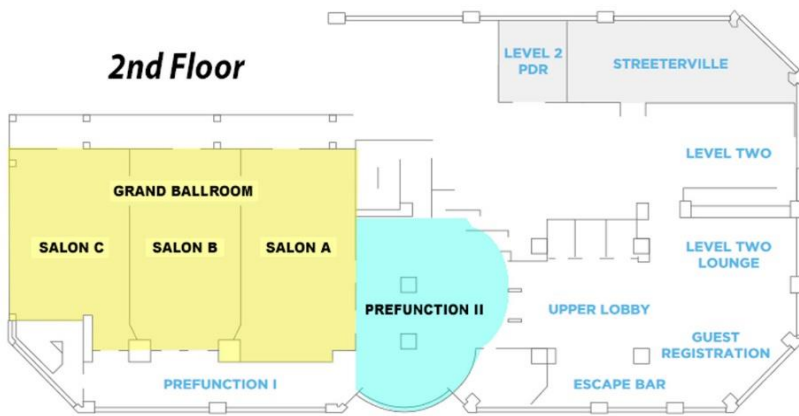 2nd Floor
LEVEL 2
PDR
STREETERVILLE
LEVEL TWO
GRAND BALLROOM
SALON C
SALON B
SALON A
LEVEL TWO
LOUNGE
PREFUNCTION II
UPPER LOBBY
GUEST
REGISTRATION
PREFUNCTION I
ESCAPE BAR